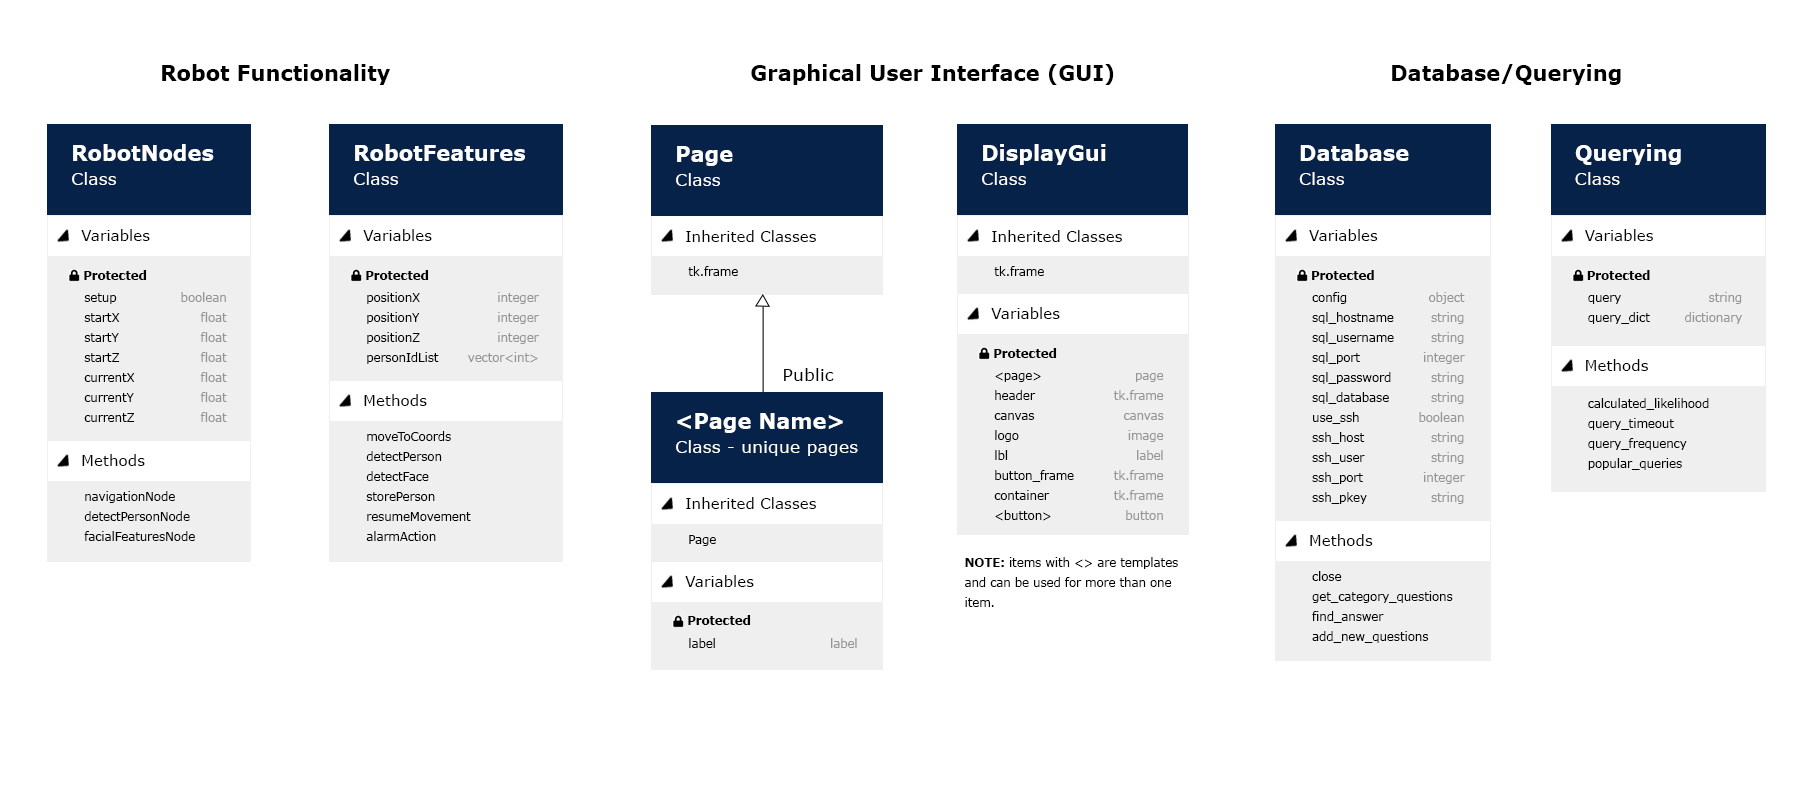 Robot Functionality
RobotNodes
Class
Variables
Protected
setup boolean
startX float
startY float
startZ float
currentX float
currentY float
currentZ float
Methods
navigationNode
detectPersonNode
facialFeaturesNode
RobotFeatures
Class
Variables
Protected
positionX integer
positionY integer
positionZ integer
personIdList vector<int>
Methods
moveToCoords
detectPerson
detectFace
storePerson
resumeMovement
alarmAction
Graphical User Interface (GUI)
Page
Class
Inherited Classes
tk.frame
Public
<Page Name>
Class - unique pages
Inherited Classes
Page
Variables
Protected
label label
DisplayGui
Class
Inherited Classes
tk.frame
Variables
Protected
<page> page
header tk.frame
canvas canvas
logo image
lbl label
button_frame tk.frame
container tk.frame
<button> button
NOTE: items with <> are templates
and can be used for more than one
item.
Database/Querying
Database
Class
Variables
Protected
config object
sql_hostname string
sql_username string
sql_port integer
sql_password string
sql_database string
use_ssh boolean
ssh_host string
ssh_user string
ssh_port integer
ssh_pkey string
Methods
close
get_category_questions
find_answer
add_new_questions
Querying
Class
Variables
Protected
query string
query_dict dictionary
Methods
calculated_likelihood
query_timeout
query_frequency
popular_queries